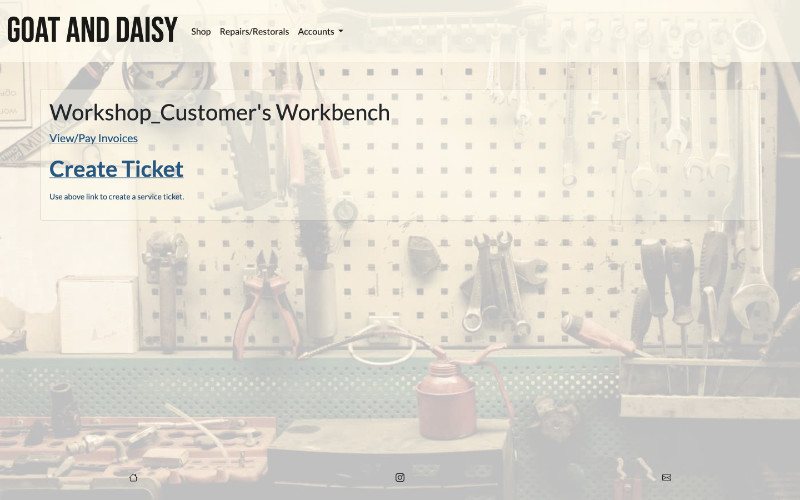 GOAT AND DAISY
Shop Repairs/Restorals Accounts
Workshop_Customer's Workbench
View/Pay Invoices
Create Ticket
Use above link to create a service ticket.